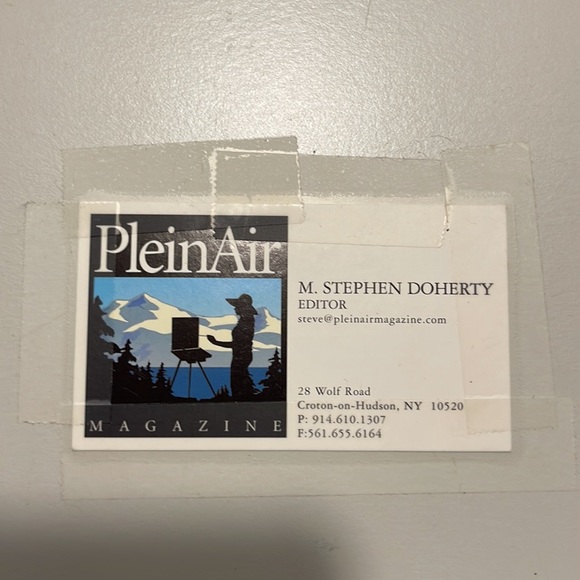 PleinAir
MAGAZINE
M. STEPHEN DOHERTY
EDITOR
steve@pleinairmagazine.com
28 Wolf Road
Croton-on-Hudson, NY 10520
P: 914.610.1307
F:561.655.6164